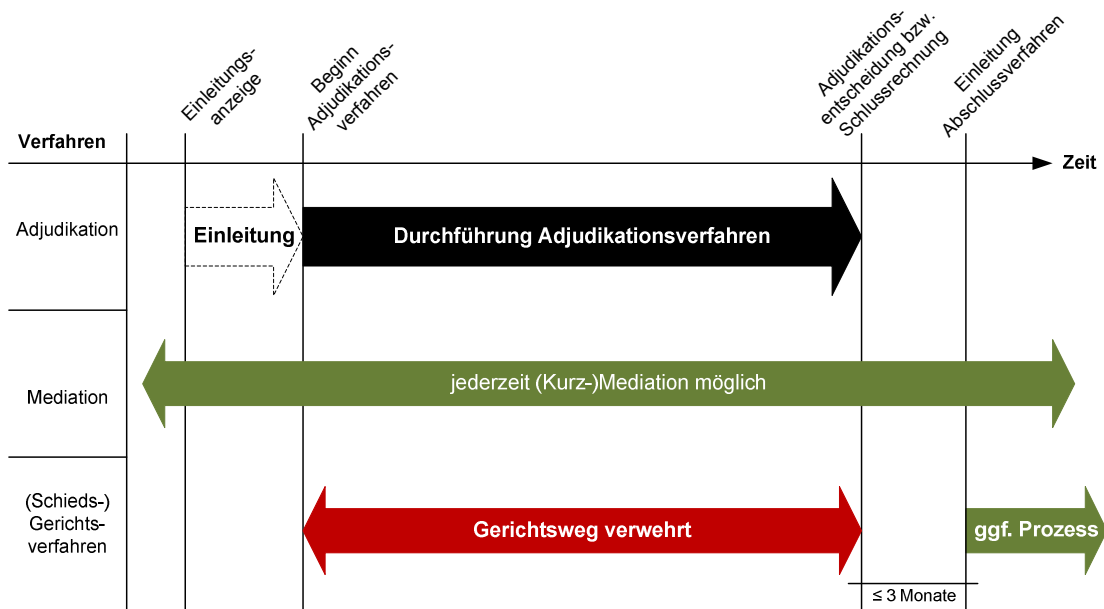 Einleitungs-
anzeige
Beginn
Adjudikations-
verfahren
Adjudikations-
entscheidung bzw.
Schlussrechnung
Einleitung
Abschlussverfahren
Verfahren
Zeit
Adjudikation
Einleitung
Durchführung Adjudikationsverfahren
Mediation
jederzeit (Kurz-)Mediation möglich
(Schieds-)
Gerichts-
verfahren
Gerichtsweg verwehrt
ggf. Prozess
≤ 3 Monate